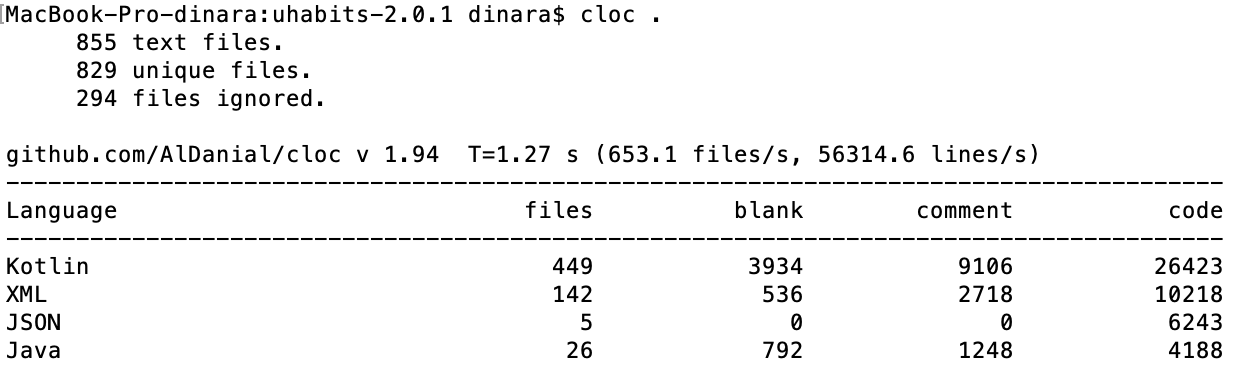 [MacBook-Pro-dinara:uhabits-2.0.1 dinara$ cloc .
855 text files.
829 unique files.
294 files ignored.
github.com/AlDanial/cloc v 1.94  T=1.27 s (653.1 files/s, 56314.6 lines/s)
-------------------------------------------------------------------------------
Language files blank comment code
-------------------------------------------------------------------------------
Kotlin 449 3934 9106 26423
XML 142 536 2718 10218
JSON 5 0 0 6243
Java 26 792 1248 4188